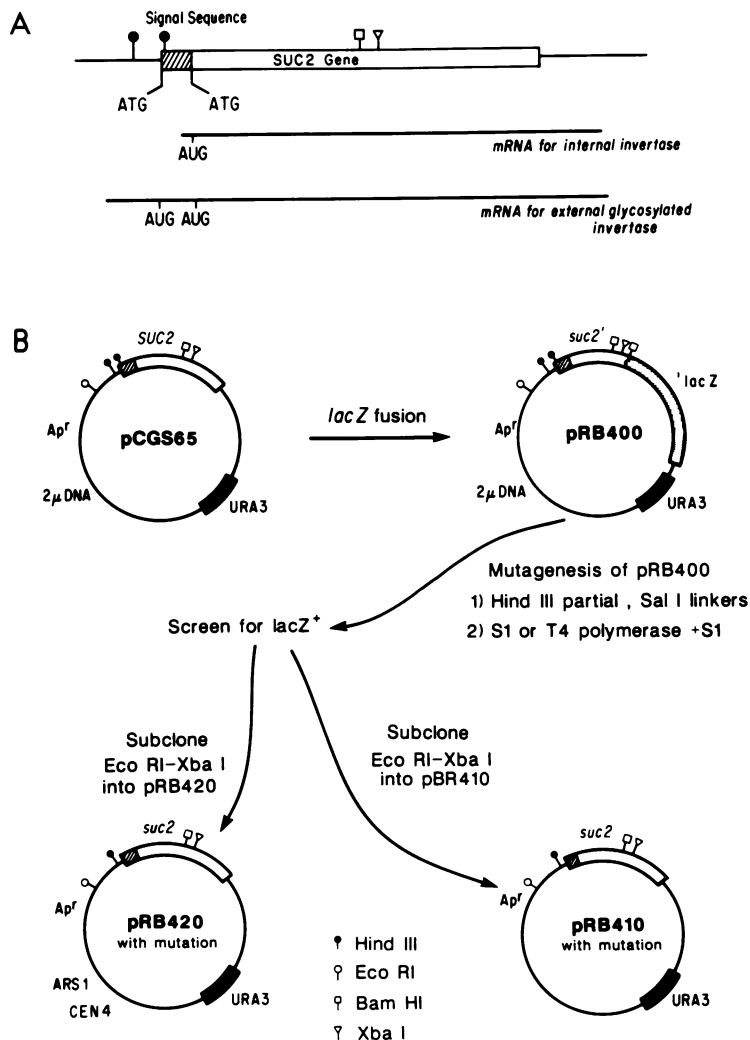 A
Signal Sequence
SUC2 Gene
ATG
ATG
AUG
mRNA for internal invertase
AUG AUG
mRNA for external glycosylated
invertase
B
SUC2
Apr
pCGS65
2μ DNA
URA3
lacZ fusion
suc2'
'lac Z
Apr
pRB400
2μ DNA
URA3
Mutagenesis of pRB400
1) Hind III partial , Sal I linkers
2) S1 or T4 polymerase +S1
Screen for lacZ+
Subclone
Eco RI-Xba I
into pRB420
Subclone
Eco RI-Xba I
into pBR410
suc2
Apr
pRB420
with mutation
ARS1
CEN4
URA3
Hind III
Eco RI
Bam HI
Xba I
suc2
Apr
pRB410
with mutation
URA3